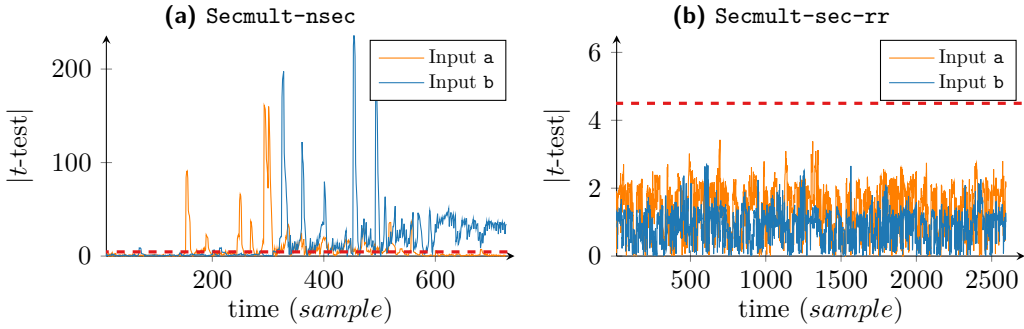 (a) Secmult-nsec
|t-test|
200
100
0
Input a
Input b
200
400
600
time (sample)
(b) Secmult-sec-rr
|t-test|
6
4
2
0
Input a
Input b
500
1000
1500
2000
2500
time (sample)